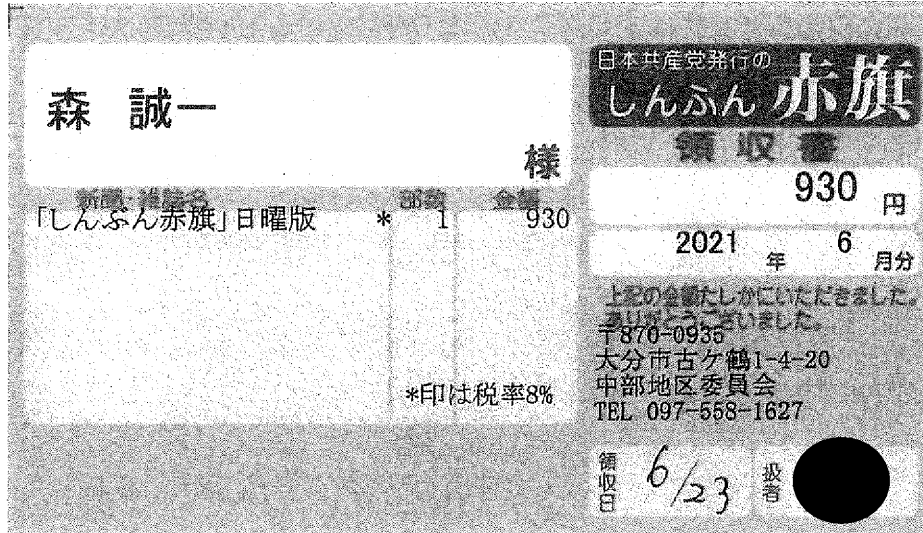 森 誠一
様
新聞・雑誌名 部数 金額
「しんぶん赤旗」日曜版 * 1 930
*印は税率8%
日本共産党発行の
しんぶん 赤旗
領収書
930 円
2021 年 6 月分
上記の金額たしかにいただきました。
ありがとうございました。
〒870-0935
大分市古ケ鶴1-4-20
中部地区委員会
TEL 097-558-1627
領収日 6/23 扱者